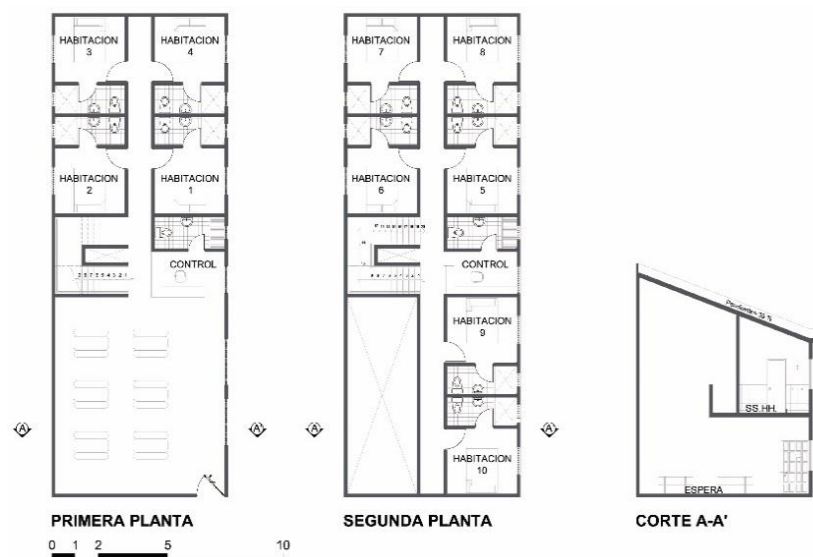 HABITACION
3
HABITACION
4
HABITACION
2
HABITACION
1
CONTROL
A
A'
PRIMERA PLANTA
0 1 2 5 10
HABITACION
7
HABITACION
8
HABITACION
6
HABITACION
5
CONTROL
HABITACION
9
HABITACION
10
A
A'
SEGUNDA PLANTA
SS.HH.
ESPERA
CORTE A-A'